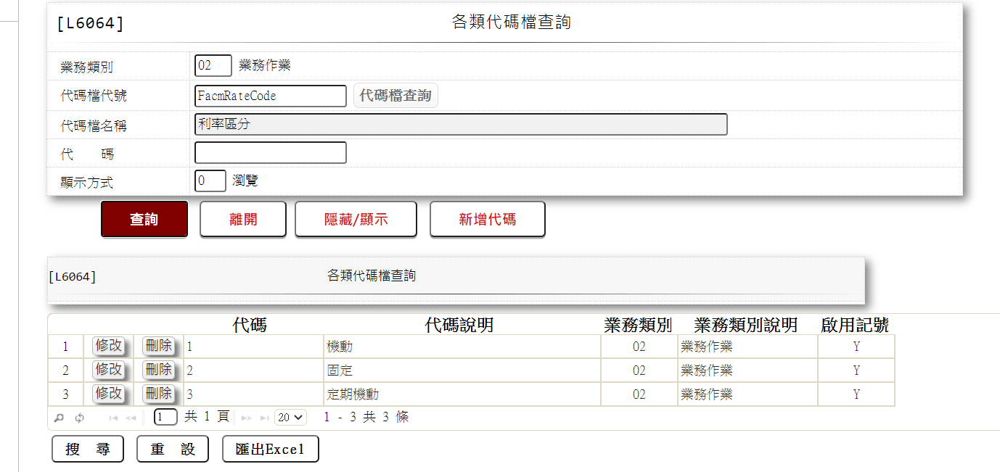 [L6064] 各類代碼檔查詢
業務類別 02 業務作業
代碼檔代號 FacmRateCode 代碼檔查詢
代碼檔名稱 利率區分
代 碼
顯示方式 0 瀏覽
查詢 離開 隱藏/顯示 新增代碼
[L6064] 各類代碼檔查詢
代碼 代碼說明 業務類別 業務類別說明 啟用記號
1 修改 刪除 1 機動 02 業務作業 Y
2 修改 刪除 2 固定 02 業務作業 Y
3 修改 刪除 3 定期機動 02 業務作業 Y
1 共 1 頁 20 1 - 3 共 3 條
搜 尋 重 設 匯出Excel